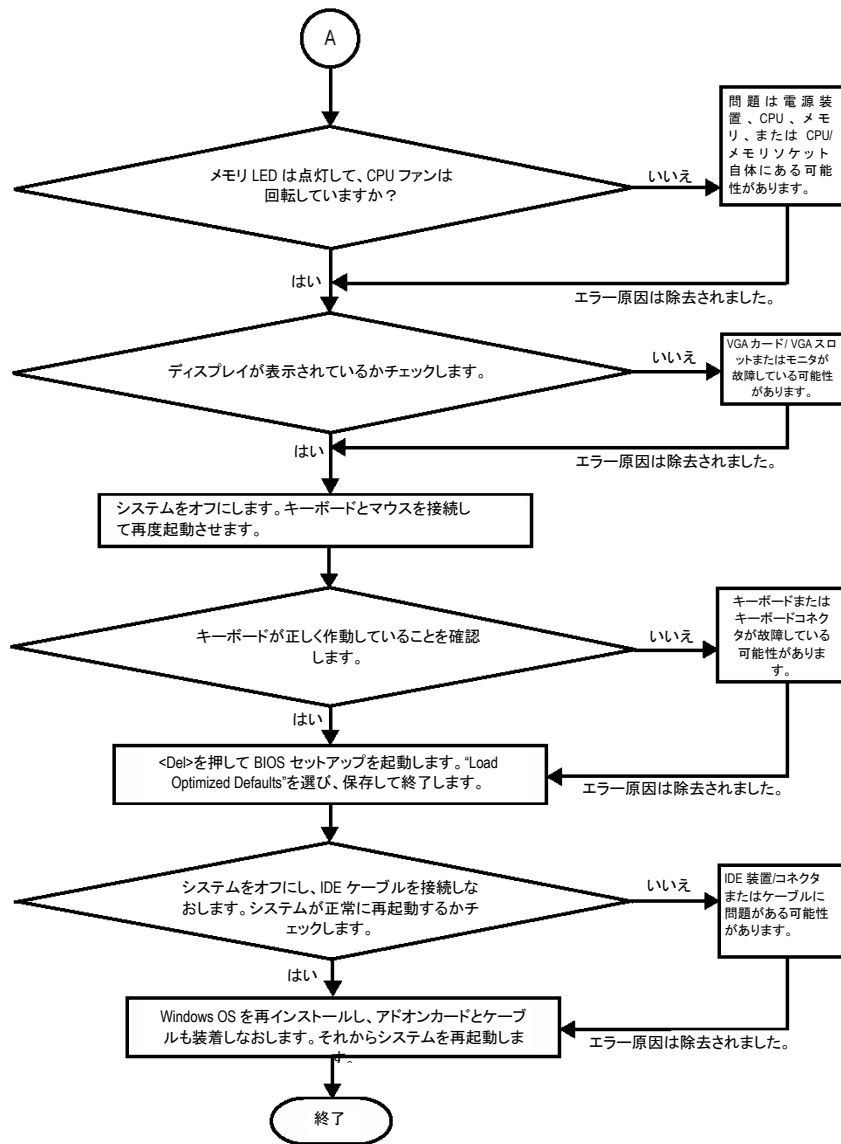 A
メモリ LED は点灯して、CPU ファンは
回転していますか？
いいえ
問題は電源装
置、CPU、メモ
リ、または CPU/
メモリソケット
自体にある可能
性があります。
はい
エラー原因は除去されました。
ディスプレイが表示されているかチェックします。
いいえ
VGA カード/ VGA スロ
ットまたはモニタが
故障している可能性
があります。
はい
エラー原因は除去されました。
システムをオフにします。キーボードとマウスを接続し
て再度起動させます。
キーボードが正しく作動していることを確認
します。
いいえ
キーボードまたは
キーボードコネク
タが故障している
可能性がありま
す。
はい
<Del>を押して BIOS セットアップを起動します。“Load
Optimized Defaults”を選び、保存して終了します。
エラー原因は除去されました。
システムをオフにし、IDE ケーブルを接続しな
おします。システムが正常に再起動するかチ
ェックします。
いいえ
IDE 装置/コネクタ
またはケーブルに
問題がある可能性
があります。
はい
Windows OS を再インストールし、アドオンカードとケーブ
ルも装着しなおします。それからシステムを再起動しま
す。
エラー原因は除去されました。
終了